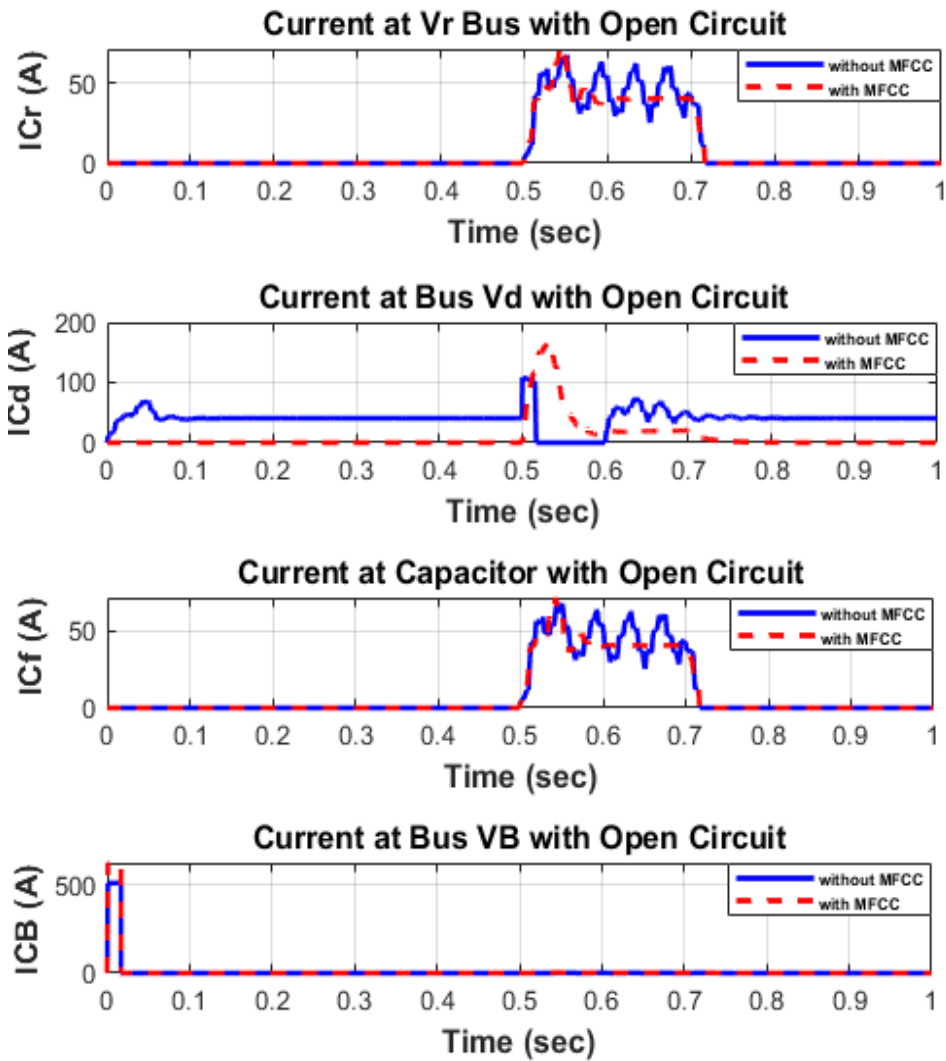 Current at Vr Bus with Open Circuit
ICr (A)
50
0
without MFCC
with MFCC
0 0.1 0.2 0.3 0.4 0.5 0.6 0.7 0.8 0.9 1
Time (sec)
Current at Bus Vd with Open Circuit
ICd (A)
200
100
0
without MFCC
with MFCC
0 0.1 0.2 0.3 0.4 0.5 0.6 0.7 0.8 0.9 1
Time (sec)
Current at Capacitor with Open Circuit
ICf (A)
50
0
without MFCC
with MFCC
0 0.1 0.2 0.3 0.4 0.5 0.6 0.7 0.8 0.9 1
Time (sec)
Current at Bus VB with Open Circuit
ICB (A)
500
0
without MFCC
with MFCC
0 0.1 0.2 0.3 0.4 0.5 0.6 0.7 0.8 0.9 1
Time (sec)